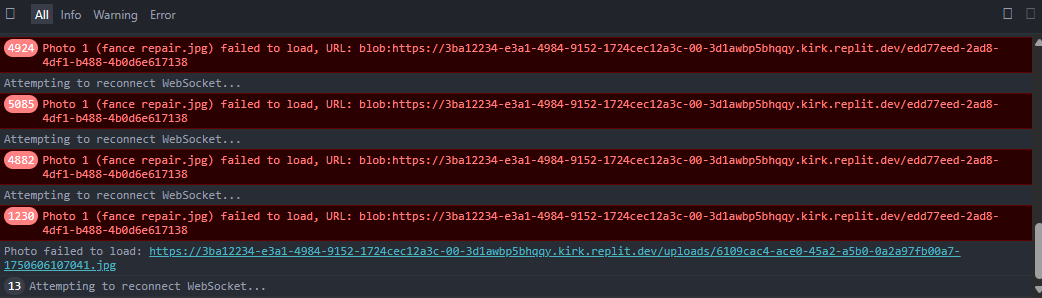 All Info Warning Error
4924 Photo 1 (fance repair.jpg) failed to load, URL: blob:https://3ba12234-e3a1-4984-9152-1724cec12a3c-00-3d1awbp5bhqqy.kirk.replit.dev/edd77eed-2ad8-
4df1-b488-4b0d6e617138
Attempting to reconnect WebSocket...
5085 Photo 1 (fance repair.jpg) failed to load, URL: blob:https://3ba12234-e3a1-4984-9152-1724cec12a3c-00-3d1awbp5bhqqy.kirk.replit.dev/edd77eed-2ad8-
4df1-b488-4b0d6e617138
Attempting to reconnect WebSocket...
4882 Photo 1 (fance repair.jpg) failed to load, URL: blob:https://3ba12234-e3a1-4984-9152-1724cec12a3c-00-3d1awbp5bhqqy.kirk.replit.dev/edd77eed-2ad8-
4df1-b488-4b0d6e617138
Attempting to reconnect WebSocket...
1230 Photo 1 (fance repair.jpg) failed to load, URL: blob:https://3ba12234-e3a1-4984-9152-1724cec12a3c-00-3d1awbp5bhqqy.kirk.replit.dev/edd77eed-2ad8-
4df1-b488-4b0d6e617138
Photo failed to load: https://3ba12234-e3a1-4984-9152-1724cec12a3c-00-3d1awbp5bhqqy.kirk.replit.dev/uploads/6109cac4-ace0-45a2-a5b0-0a2a97fb00a7-
1750606107041.jpg
13 Attempting to reconnect WebSocket...